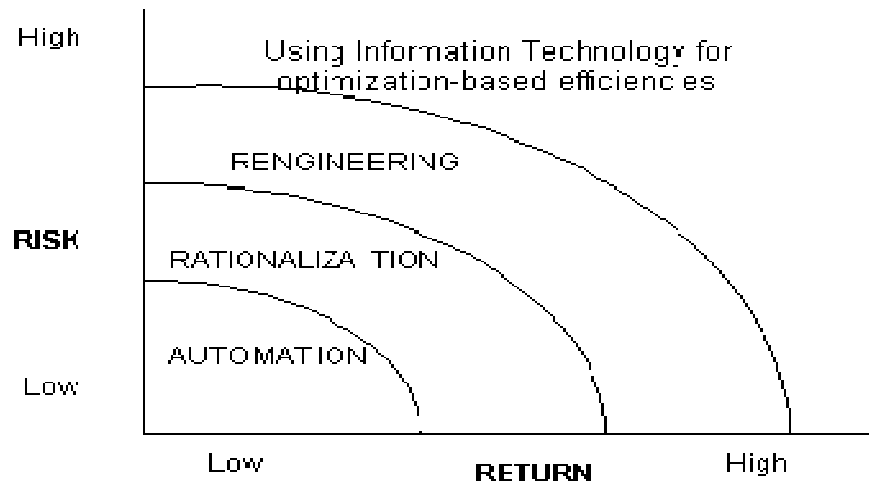 High
Using Information Technology for
optimization-based efficiencies
RENGINEERING
RISK
RATIONALIZA TION
AUTOMATION
Low
Low
RETURN
High